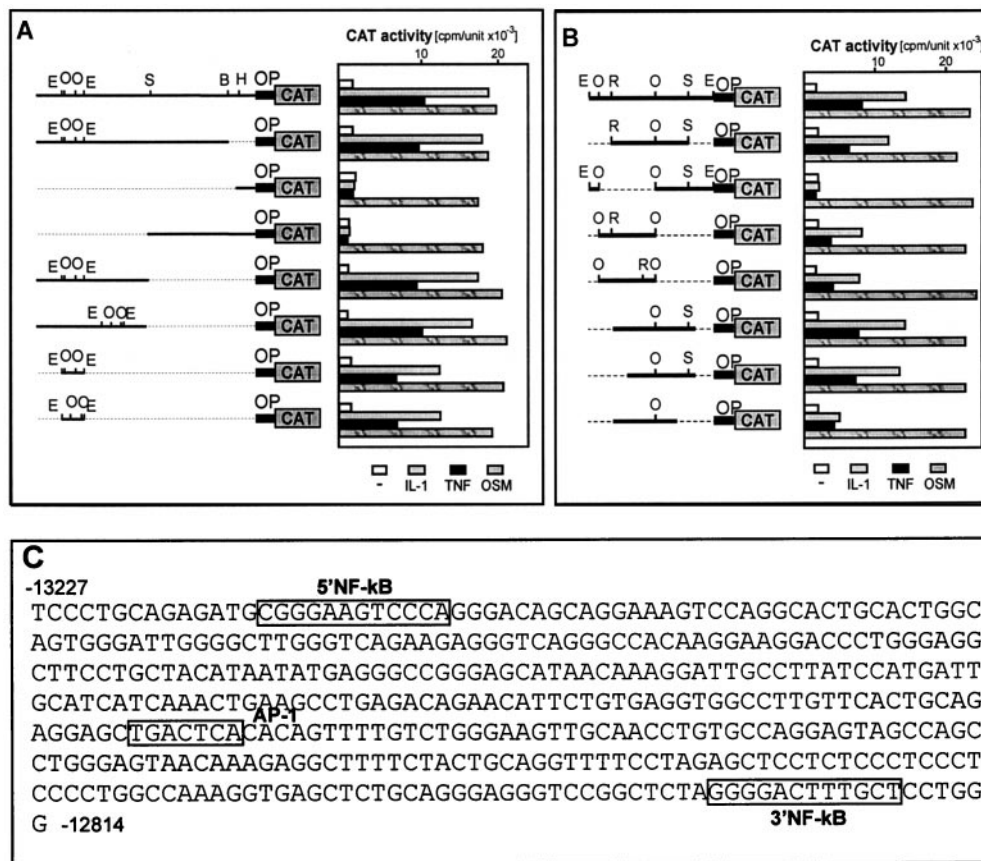 A
CAT activity [cpm/unit x10⁻³]
10 20
E O O E S B H OP
CAT
E O O E OP
CAT
OP
CAT
OP
CAT
E O O E OP
CAT
E O O E OP
CAT
E O O E OP
CAT
E O O E OP
CAT
- IL-1 TNF OSM
B
CAT activity [cpm/unit x10⁻³]
10 20
E O R O S E OP
CAT
R O S OP
CAT
E O O S E OP
CAT
O R O OP
CAT
O R O OP
CAT
O S OP
CAT
O S OP
CAT
O OP
CAT
- IL-1 TNF OSM
C
-13227 5'NF-kB
TCCCTGCAGAGATGCGGGAAGTCCCAGGGACAGCAGGAAAGTCCAGGCACTGCACTGGC
AGTGGGATTGGGGCTTGGGTCAGAAGAGGGTCAGGGCCACAAGGAAGGACCCTGGGAGG
CTTCCTGCTACATAATATGAGGGCCGGGAGCATAACAAAGGATTGCCTTATCCATGATT
GCATCATCAAACTGAAGCCTGAGACAGAACATTCTGTGAGGTGGCCTTGTTCACTGCAG
AP-1
AGGAGCTGACTCACACAGTTTTGTCTGGGAAGTTGCAACCTGTGCCAGGAGTAGCCAGC
CTGGGAGTAACAAAGAGGCTTTTCTACTGCAGGTTTTCCTAGAGCTCCTCTCCCTCCCT
CCCCTGGCCAAAGGTGAGCTCTGCAGGGAGGGTCCGGCTCTAGGGGACTTTGCTCCTGG
G -12814 3'NF-kB